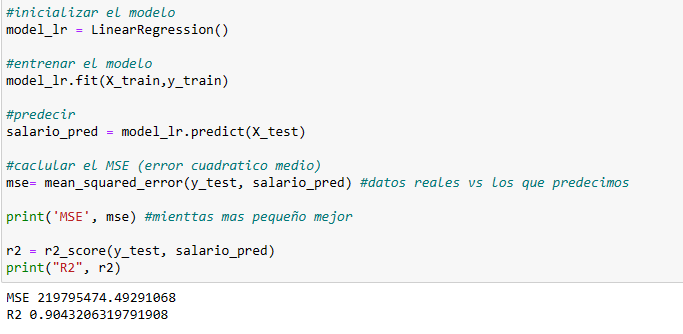 #inicializar el modelo
model_lr = LinearRegression()
#entrenar el modelo
model_lr.fit(X_train,y_train)
#predecir
salario_pred = model_lr.predict(X_test)
#caclular el MSE (error cuadratico medio)
mse= mean_squared_error(y_test, salario_pred) #datos reales vs los que predecimos
print('MSE', mse) #mienttas mas pequeño mejor
r2 = r2_score(y_test, salario_pred)
print("R2", r2)
MSE 219795474.49291068
R2 0.9043206319791908